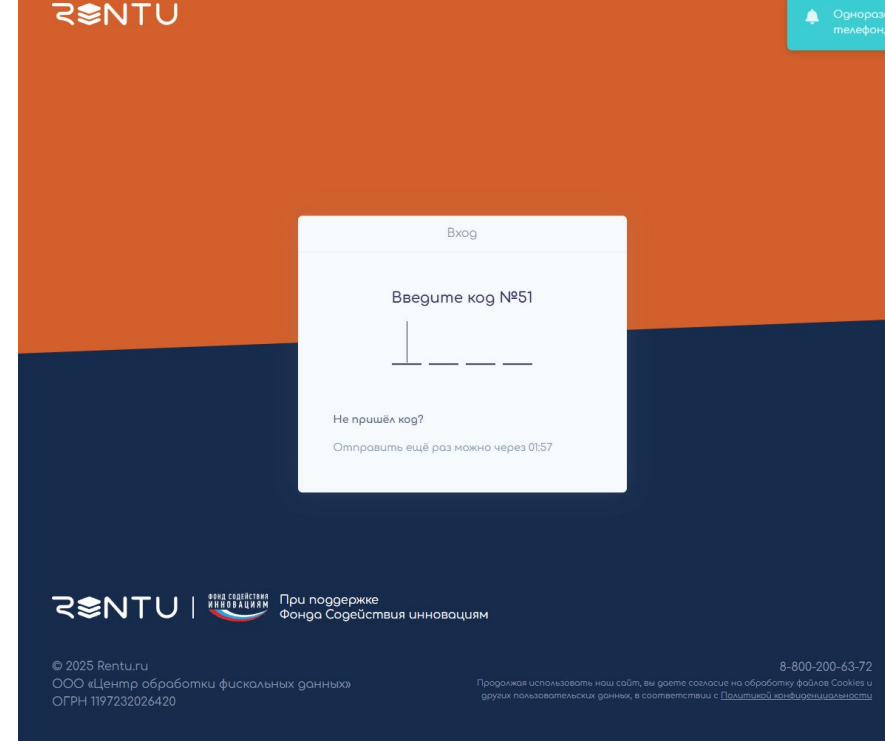 RENTU
Одноразо
телефон,
Вход
Введите код №51
Не пришёл код?
Отправить ещё раз можно через 01:57
RENTU
ФОНД СОДЕЙСТВИЯ
ИННОВАЦИЯМ
При поддержке
Фонда Содействия инновациям
© 2025 Rentu.ru
ООО «Центр обработки фискальных данных»
ОГРН 1197232026420
8-800-200-63-72
Продолжая использовать наш сайт, вы даете согласие на обработку файлов Cookies и
других пользовательских данных, в соответствии с Политикой конфиденциальности